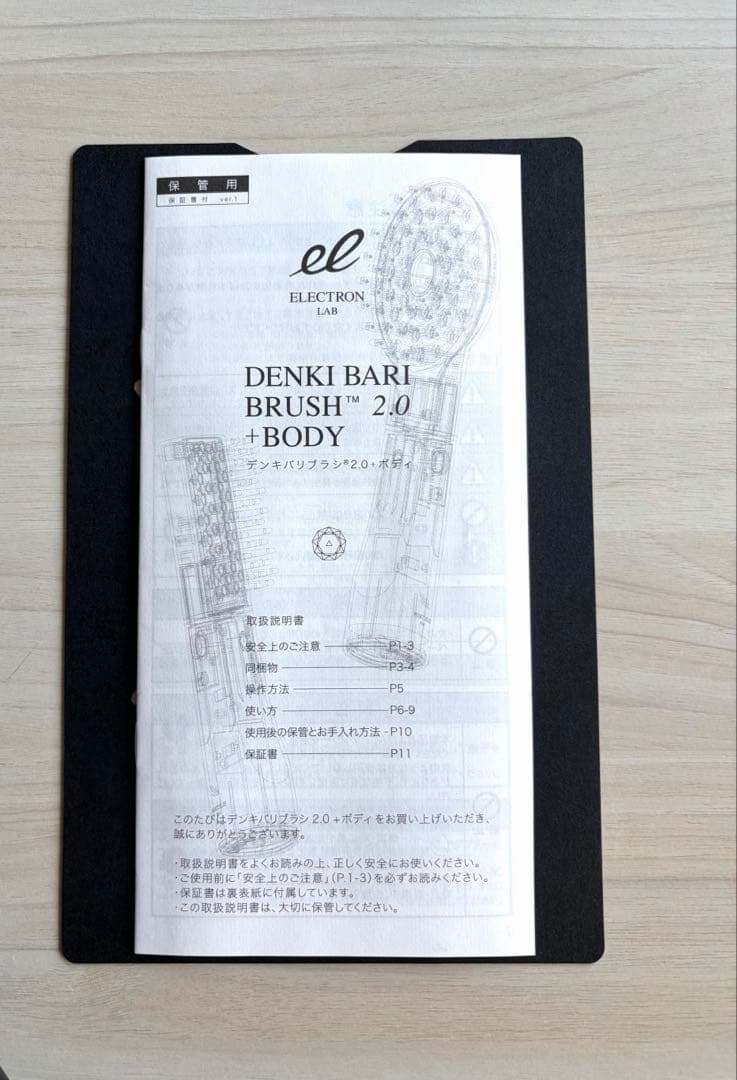 保管用
保証書付 ver.1
el
ELECTRON
LAB
DENKI BARI
BRUSH™ 2.0
+BODY
デンキバリブラシ®2.0+ボディ
取扱説明書
安全上のご注意 P1-3
同梱物 P3-4
操作方法 P5
使い方 P6-9
使用後の保管とお手入れ方法 -P10
保証書 P11
このたびはデンキバリブラシ 2.0 +ボディをお買い上げいただき、
誠にありがとうございます。
・取扱説明書をよくお読みの上、正しく安全にお使いください。
・ご使用前に「安全上のご注意」(P.1-3)を必ずお読みください。
・保証書は裏表紙に付属しています。
・この取扱説明書は、大切に保管してください。